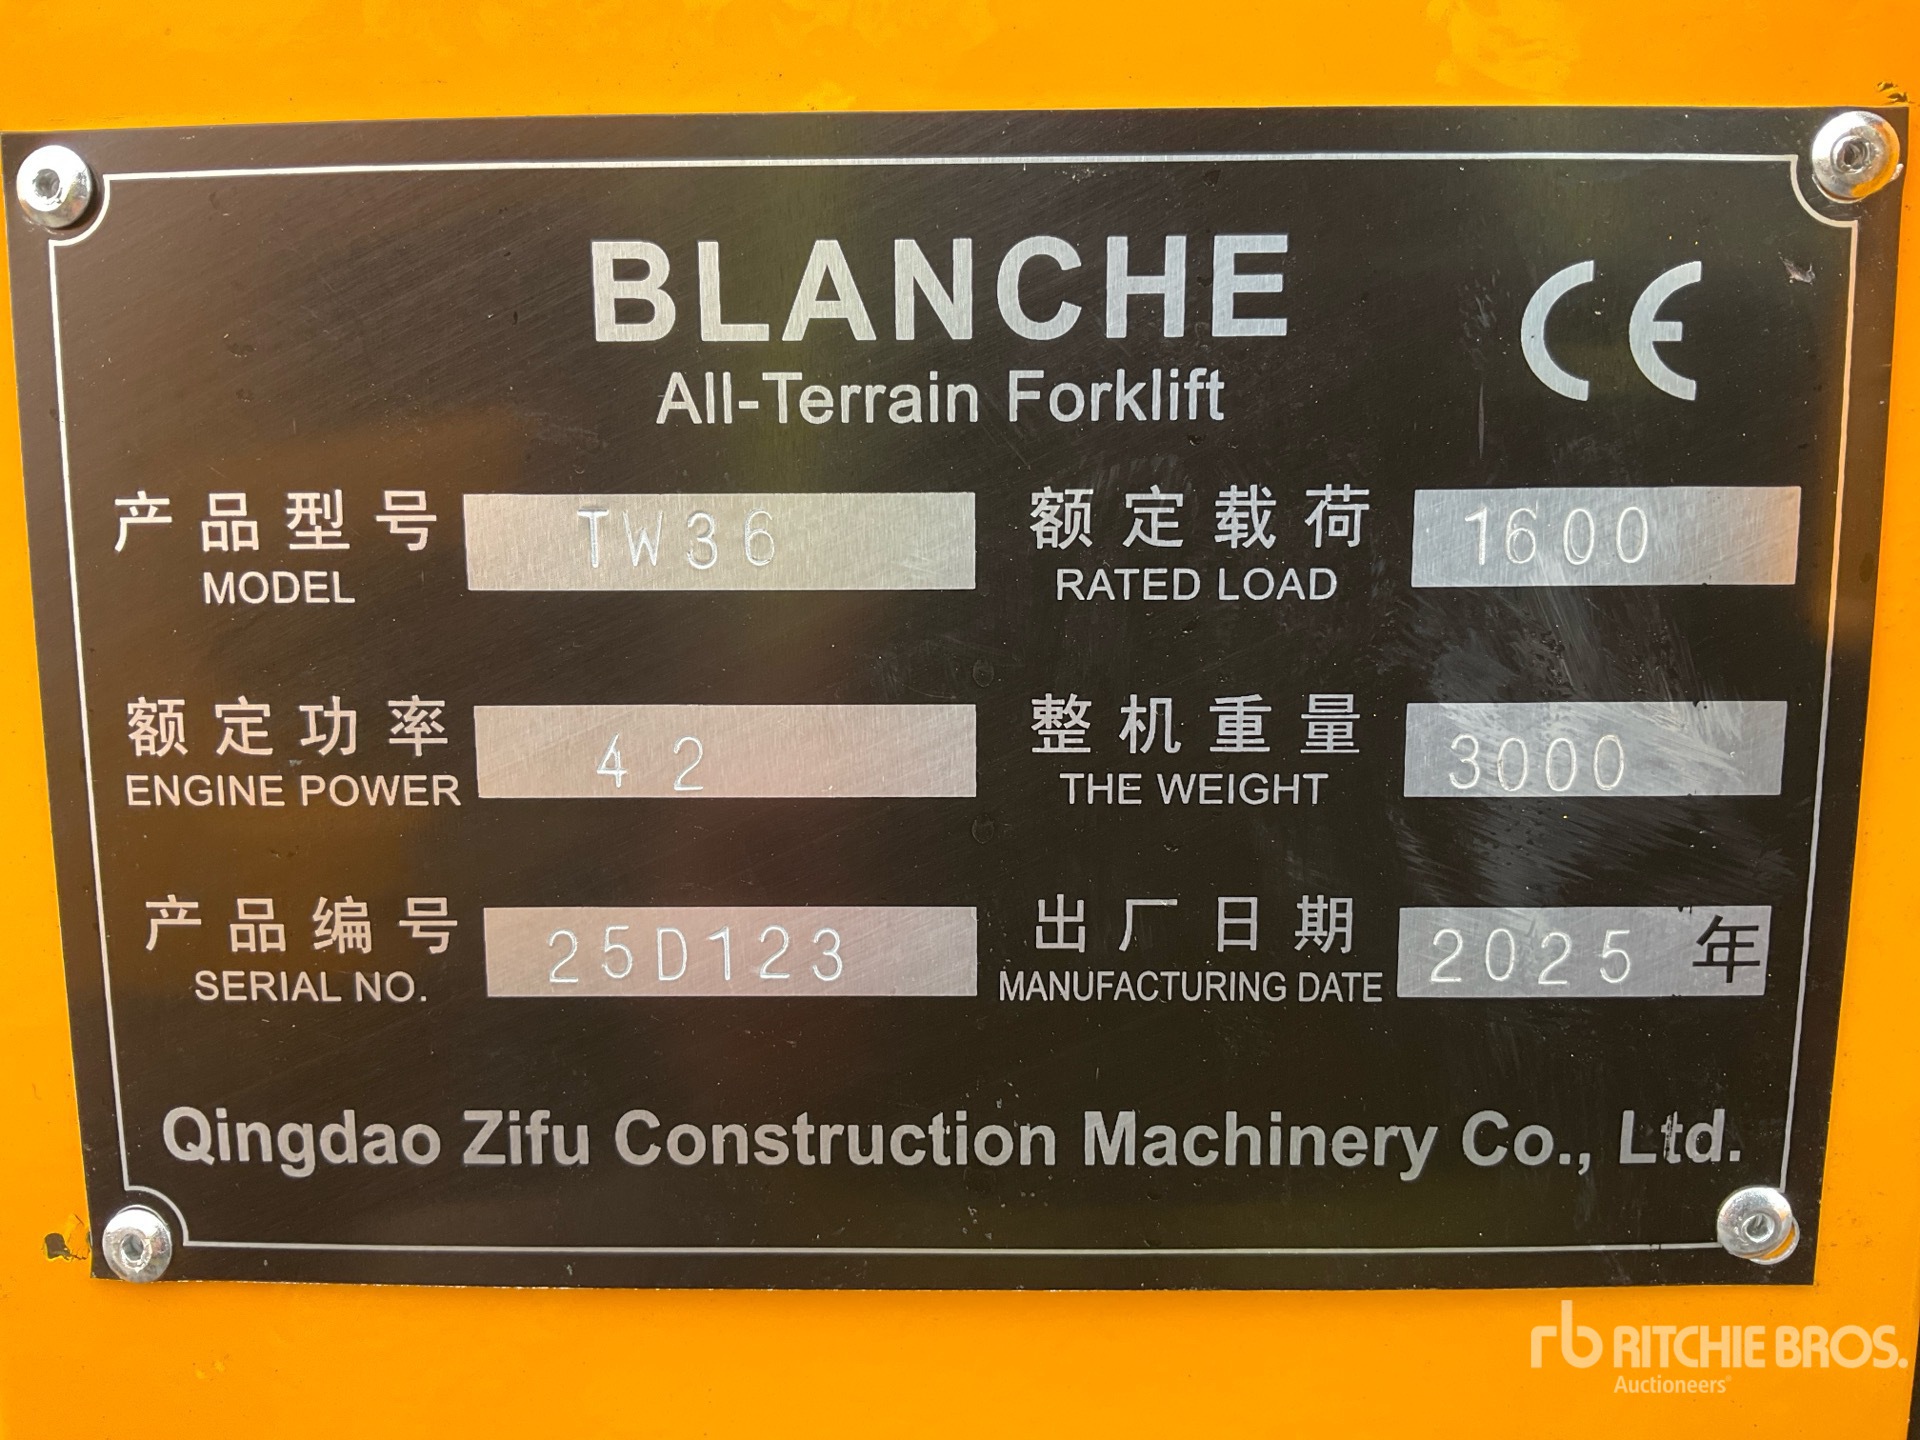 BLANCHE
CE
All-Terrain Forklift
产品型号 TW36 额定载荷 1600
MODEL RATED LOAD
额定功率 42 整机重量 3000
ENGINE POWER THE WEIGHT
产品编号 25D123 出厂日期 2025 年
SERIAL NO. MANUFACTURING DATE
Qingdao Zifu Construction Machinery Co., Ltd.
rb RITCHIE BROS.
Auctioneers